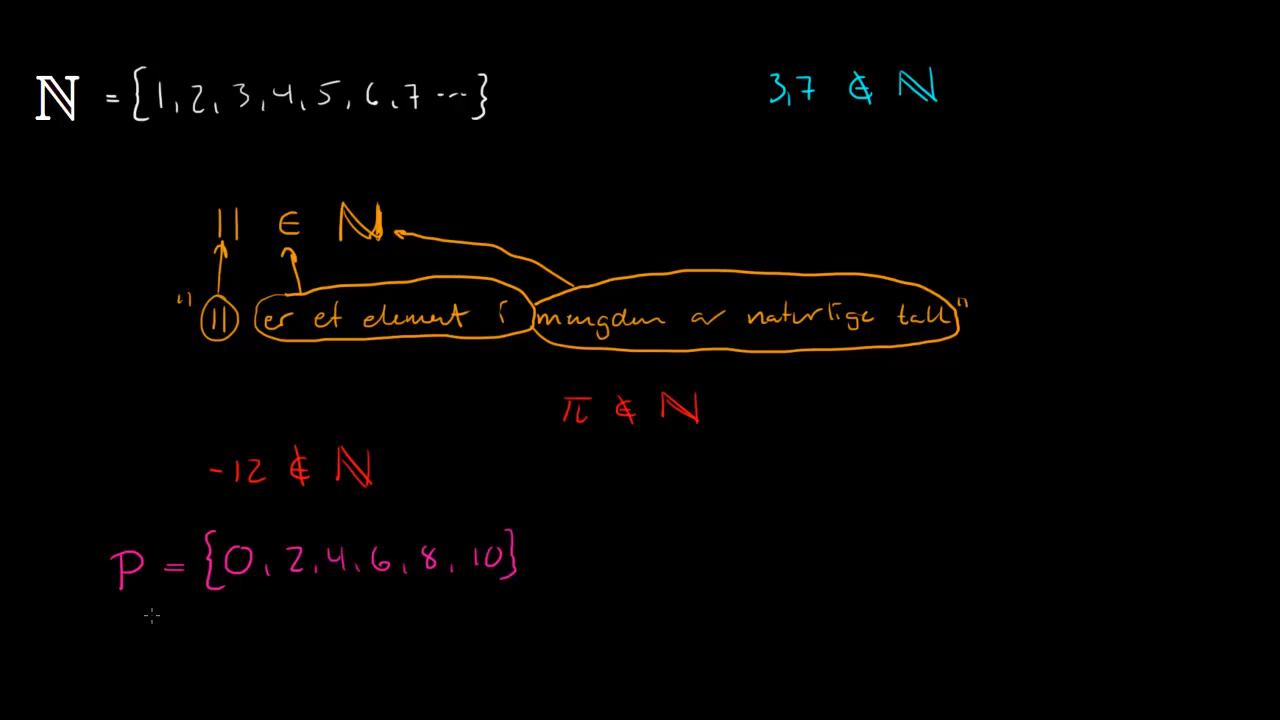 ℕ = {1, 2, 3, 4, 5, 6, 7 ...}
3,7 ∉ ℕ
11 ∈ ℕ
"11 er et element i mengden av naturlige tall"
π ∉ ℕ
-12 ∉ ℕ
P = {0, 2, 4, 6, 8, 10}